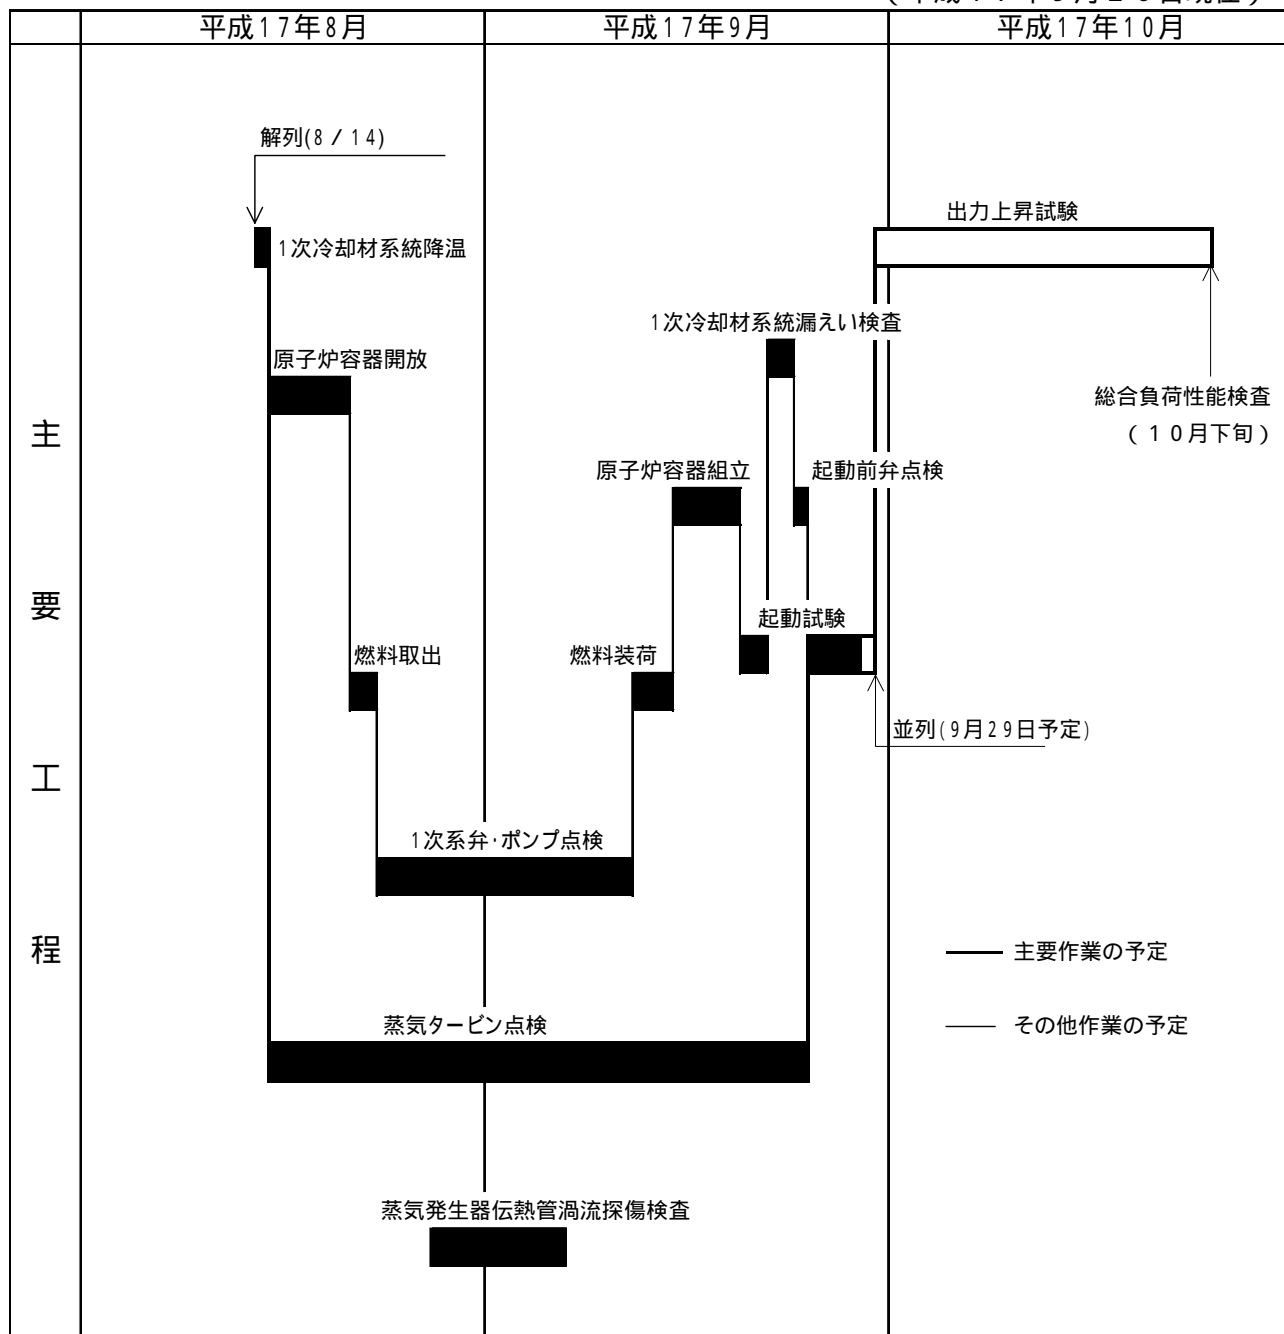 平成17年8月
平成17年9月
平成17年10月
解列(8/14)
出力上昇試験
1次冷却材系統降温
1次冷却材系統漏えい検査
原子炉容器開放
総合負荷性能検査
(10月下旬)
原子炉容器組立
起動前弁点検
起動試験
燃料取出
燃料装荷
並列(9月29日予定)
1次系弁・ポンプ点検
主要工程
主要作業の予定
その他作業の予定
蒸気タービン点検
蒸気発生器伝熱管渦流探傷検査